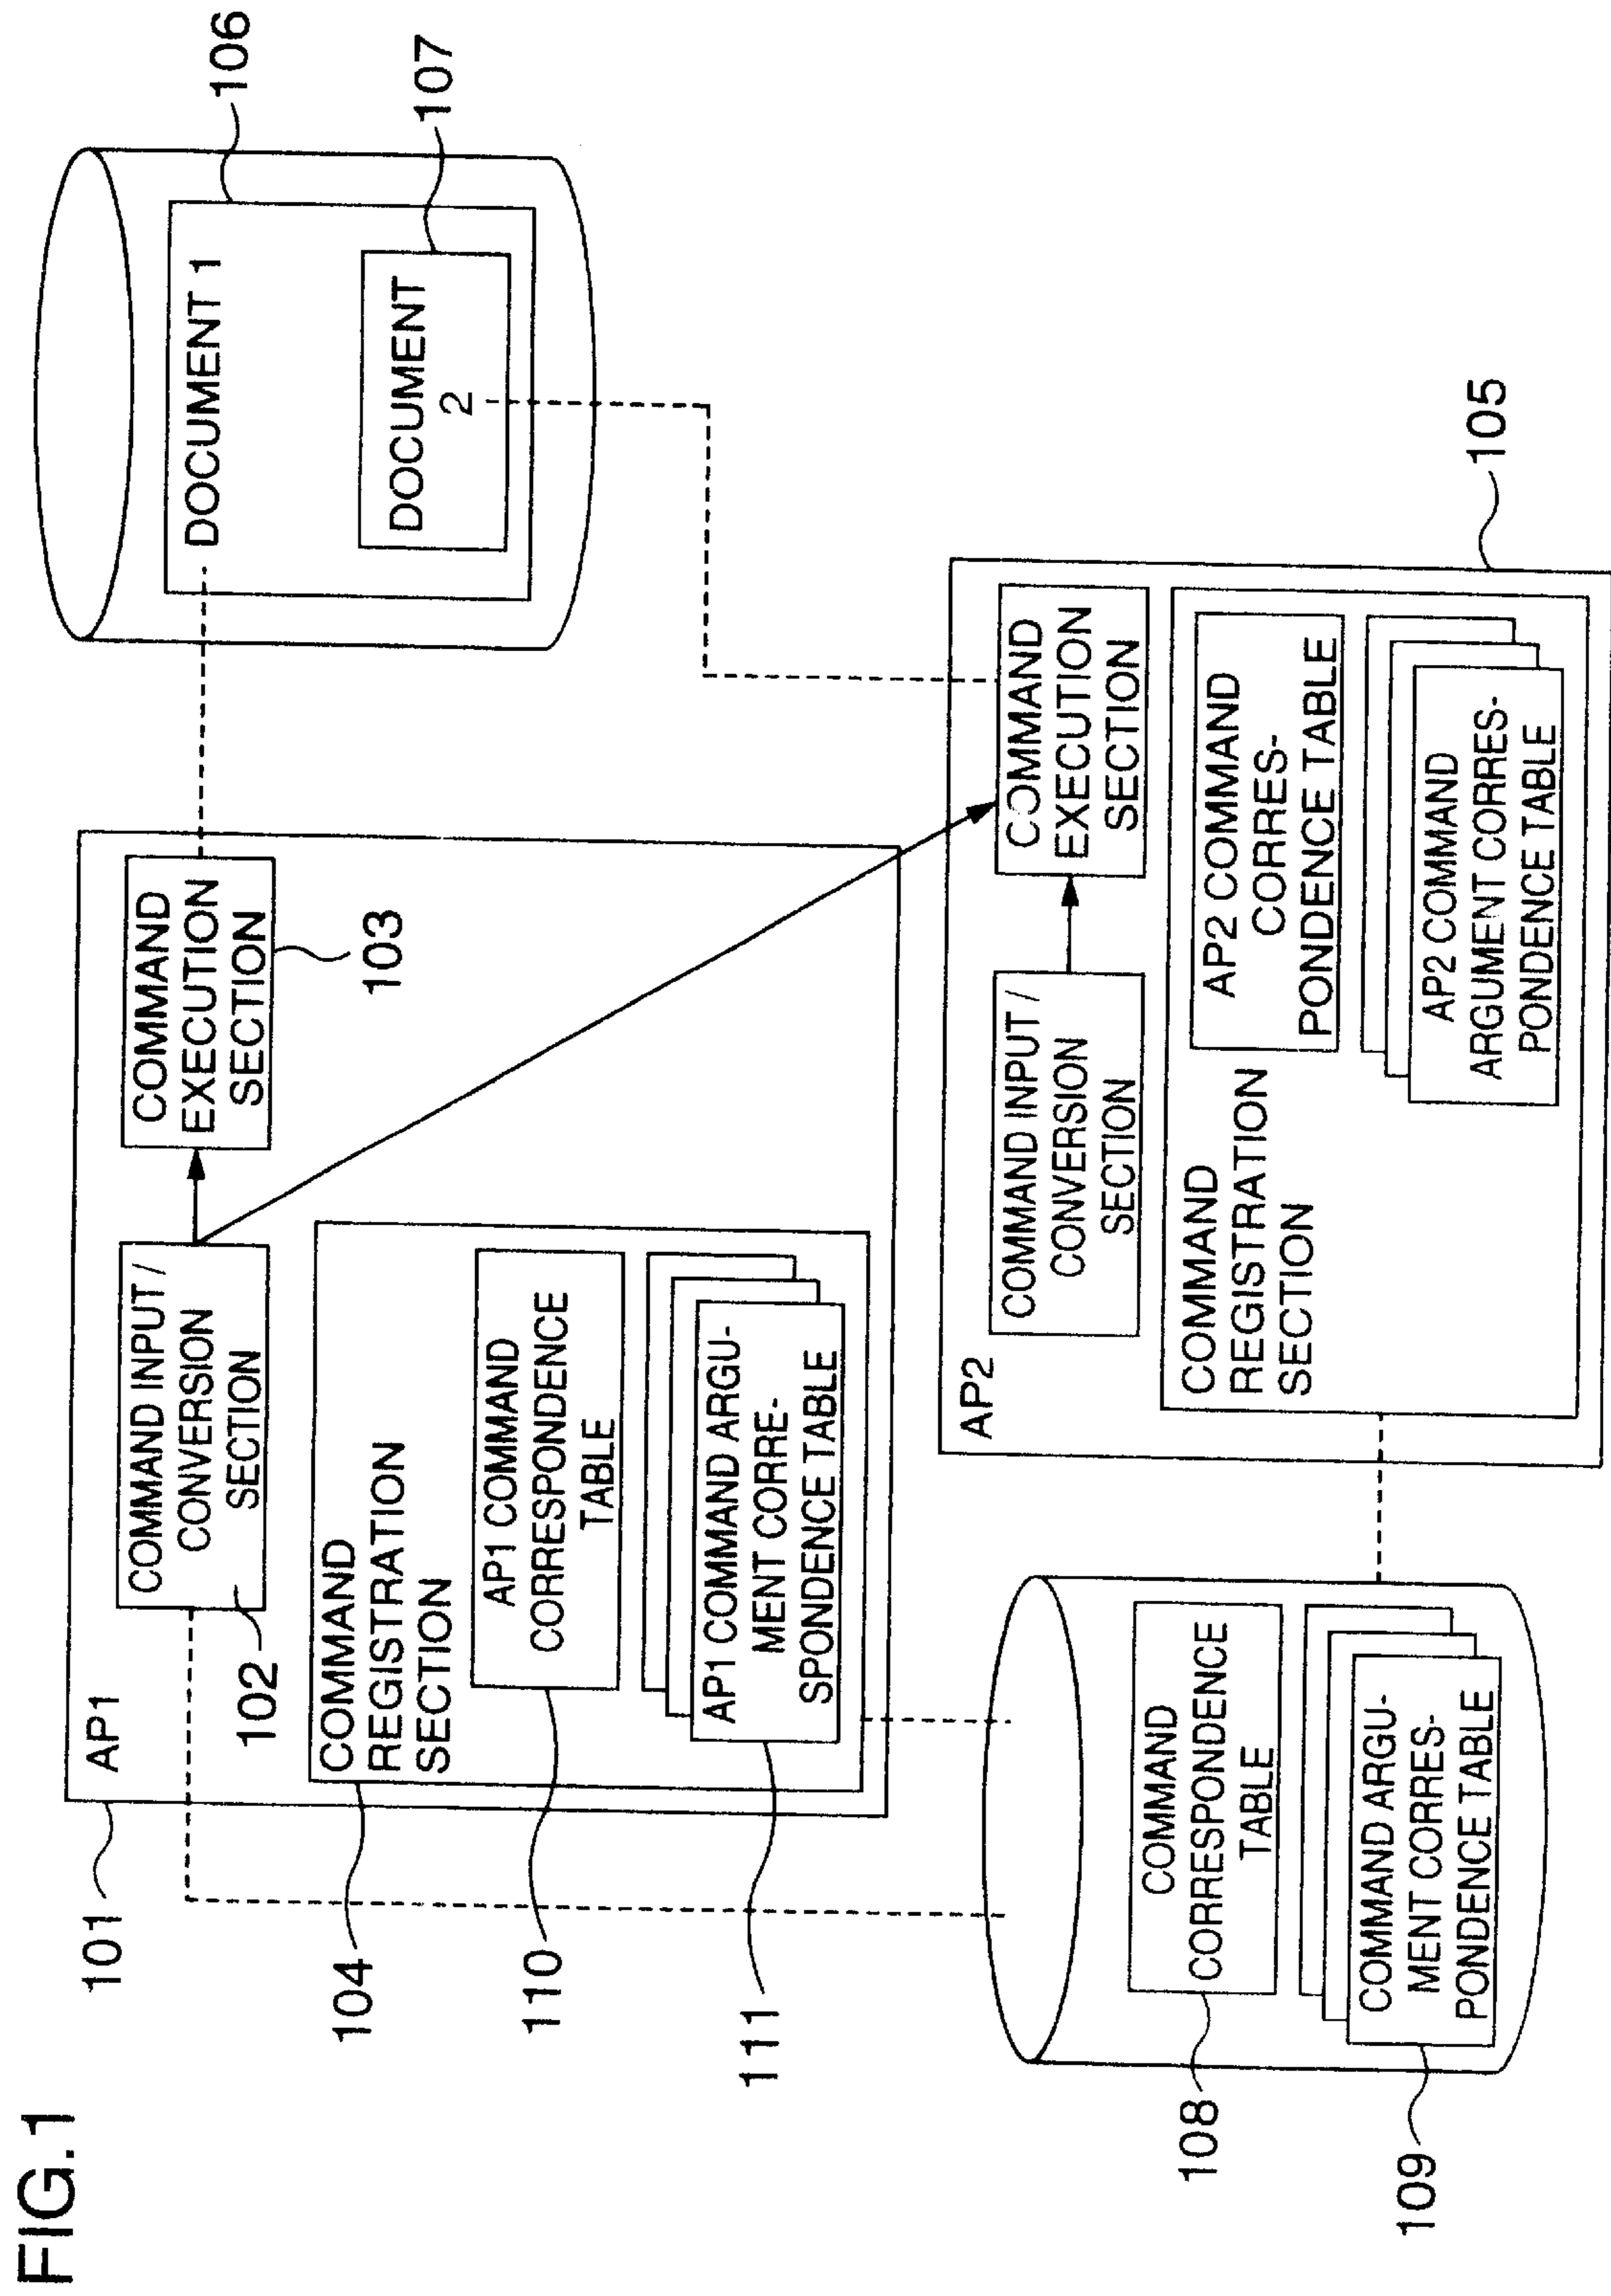 FIG.1
101
AP1
102
COMMAND INPUT /
CONVERSION
SECTION
COMMAND
EXECUTION
SECTION
103
104
COMMAND
REGISTRATION
SECTION
110
AP1 COMMAND
CORRESPONDENCE
TABLE
111
AP1 COMMAND ARGU-
MENT CORRE-
SPONDENCE TABLE
106
DOCUMENT 1
107
DOCUMENT
2
108
COMMAND
CORRESPONDENCE
TABLE
109
COMMAND ARGU-
MENT CORRES-
PONDENCE TABLE
105
AP2
COMMAND INPUT /
CONVERSION
SECTION
COMMAND
EXECUTION
SECTION
COMMAND
REGISTRATION
SECTION
AP2 COMMAND
CORRES-
PONDENCE TABLE
AP2 COMMAND
ARGUMENT CORRES-
PONDENCE TABLE